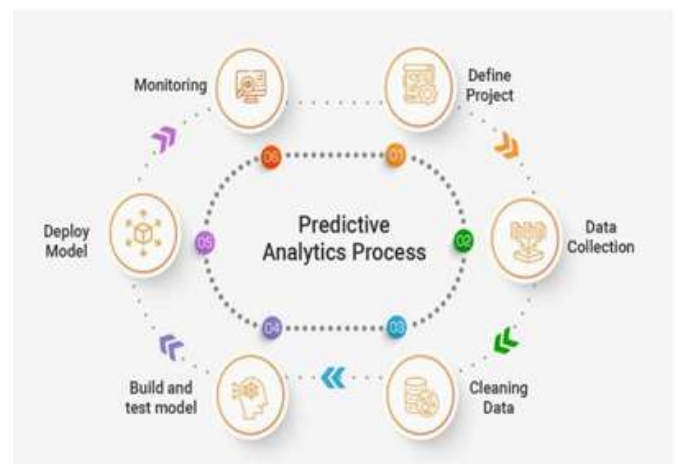 Predictive
Analytics Process
01
Define
Project
02
Data
Collection
03
Cleaning
Data
04
Build and
test model
05
Deploy
Model
06
Monitoring